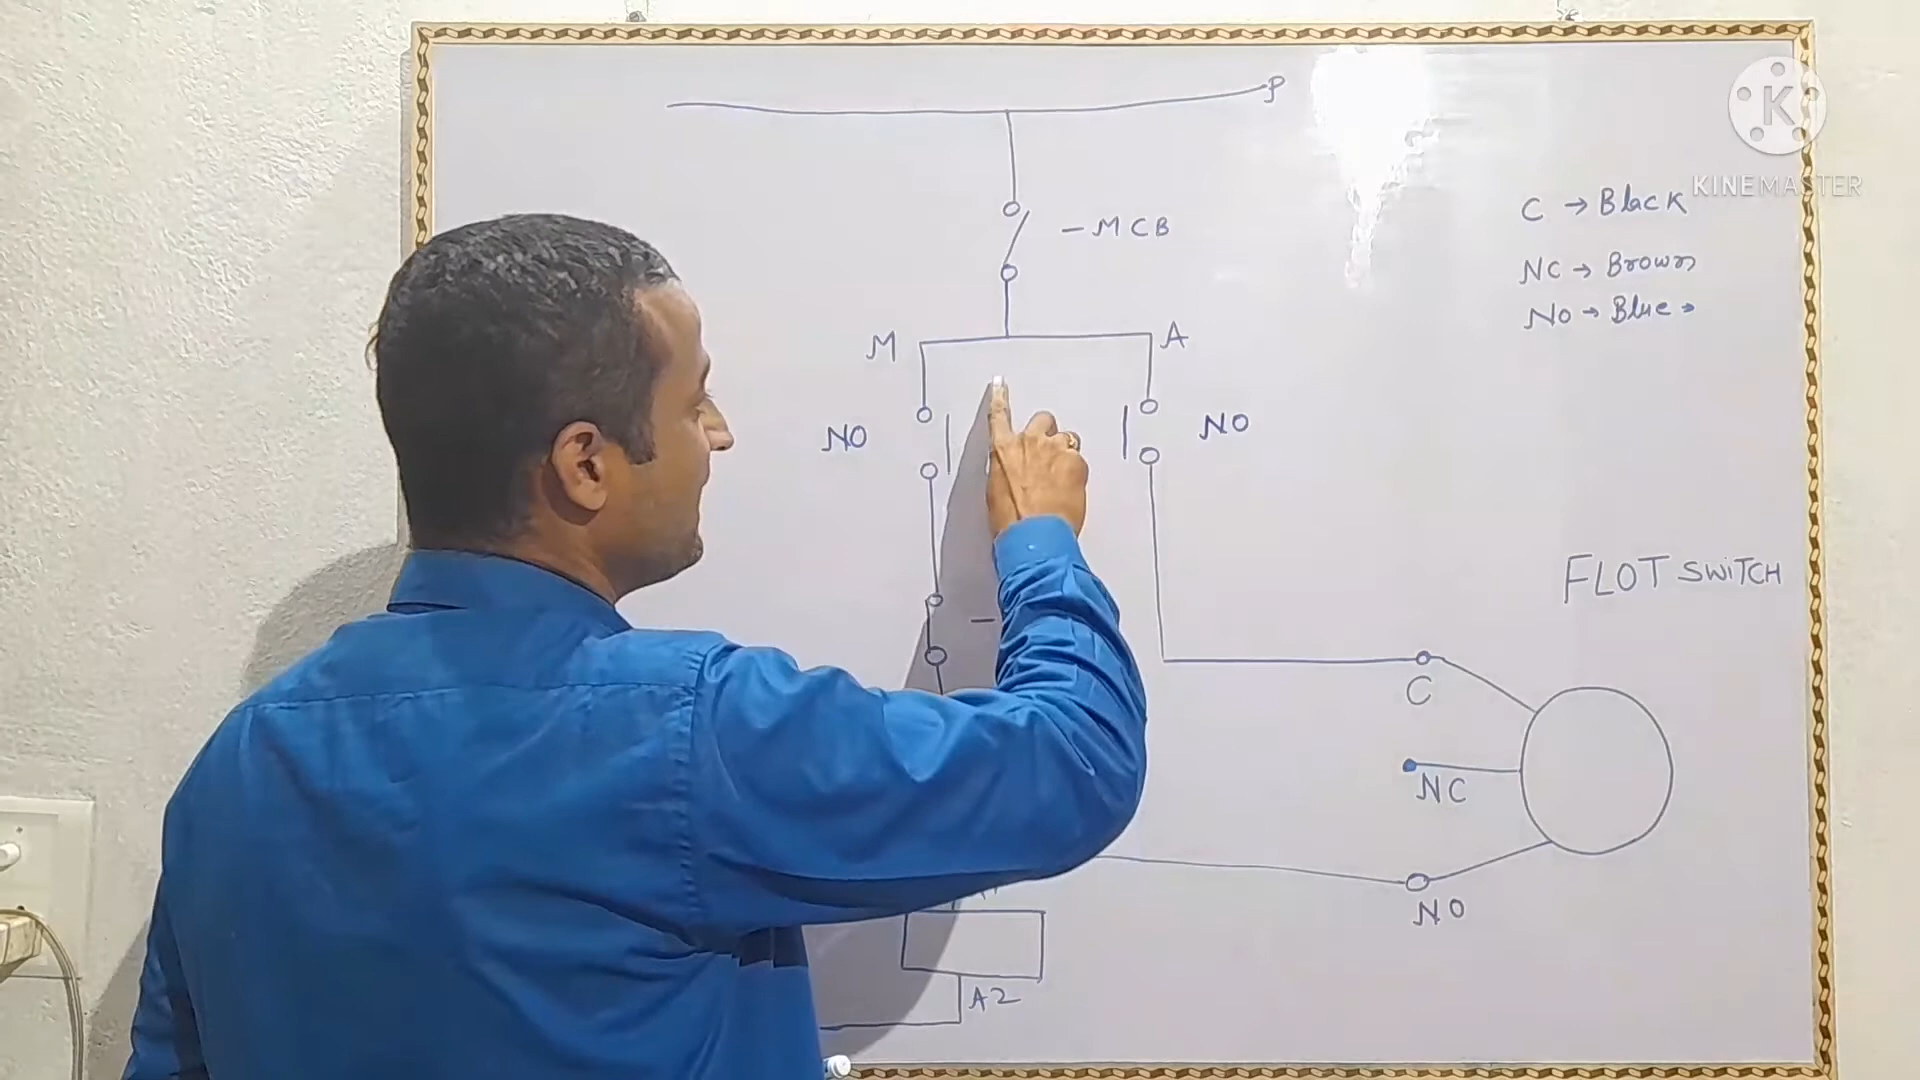 P
K
KINEMASTER
C → Black
- MCB
NC → Brown
NO → Blue →
M
A
NO
NO
FLOT SWITCH
C
NC
NO
A2